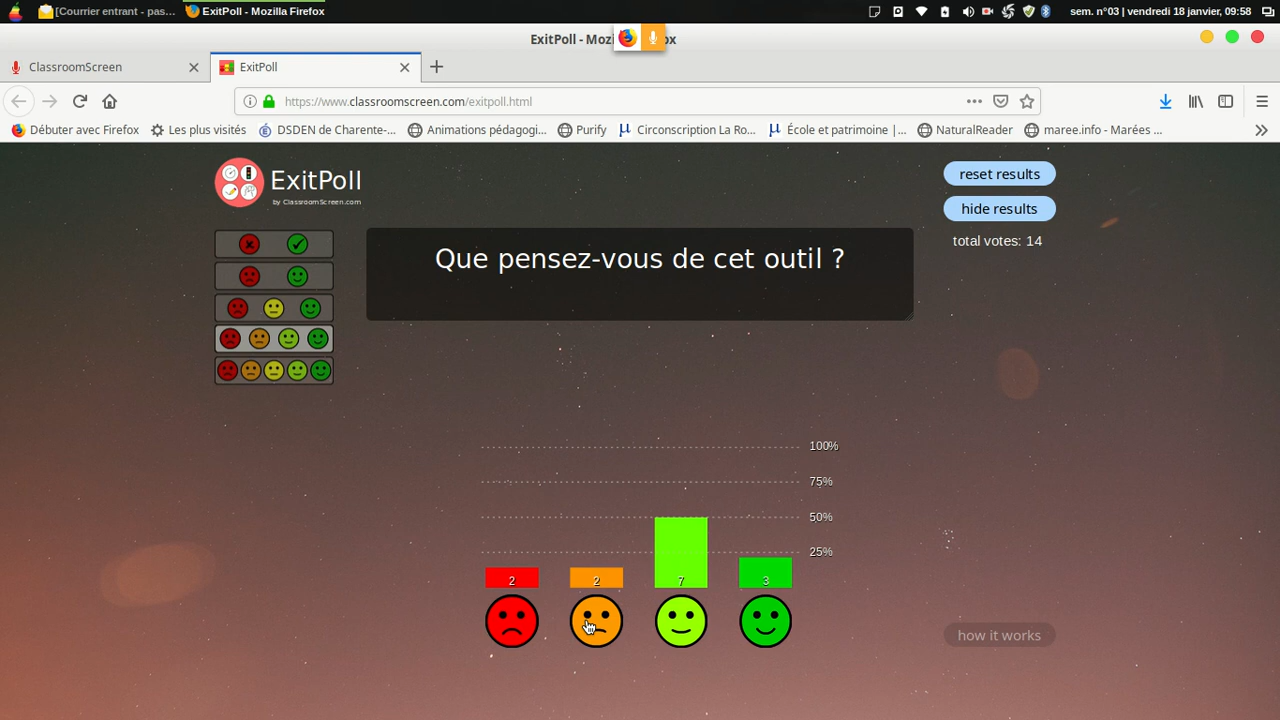 [Courrier entrant - pas... ExitPoll - Mozilla Firefox sem. n°03 | vendredi 18 janvier, 09:58
ExitPoll - Mozi ox
ClassroomScreen ExitPoll
https://www.classroomscreen.com/exitpoll.html
Débuter avec Firefox Les plus visités DSDEN de Charente-... Animations pédagogi... Purify Circonscription La Ro... École et patrimoine |... NaturalReader maree.info - Marées ...
ExitPoll
by ClassroomScreen.com
reset results
hide results
total votes: 14
Que pensez-vous de cet outil ?
100%
75%
50%
25%
2 2 7 3
how it works